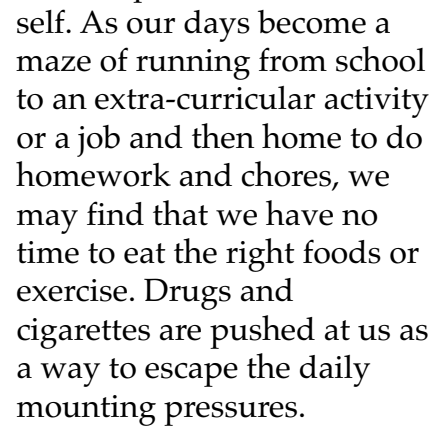 self. As our days become a
maze of running from school
to an extra-curricular activity
or a job and then home to do
homework and chores, we
may find that we have no
time to eat the right foods or
exercise. Drugs and
cigarettes are pushed at us as
a way to escape the daily
mounting pressures.